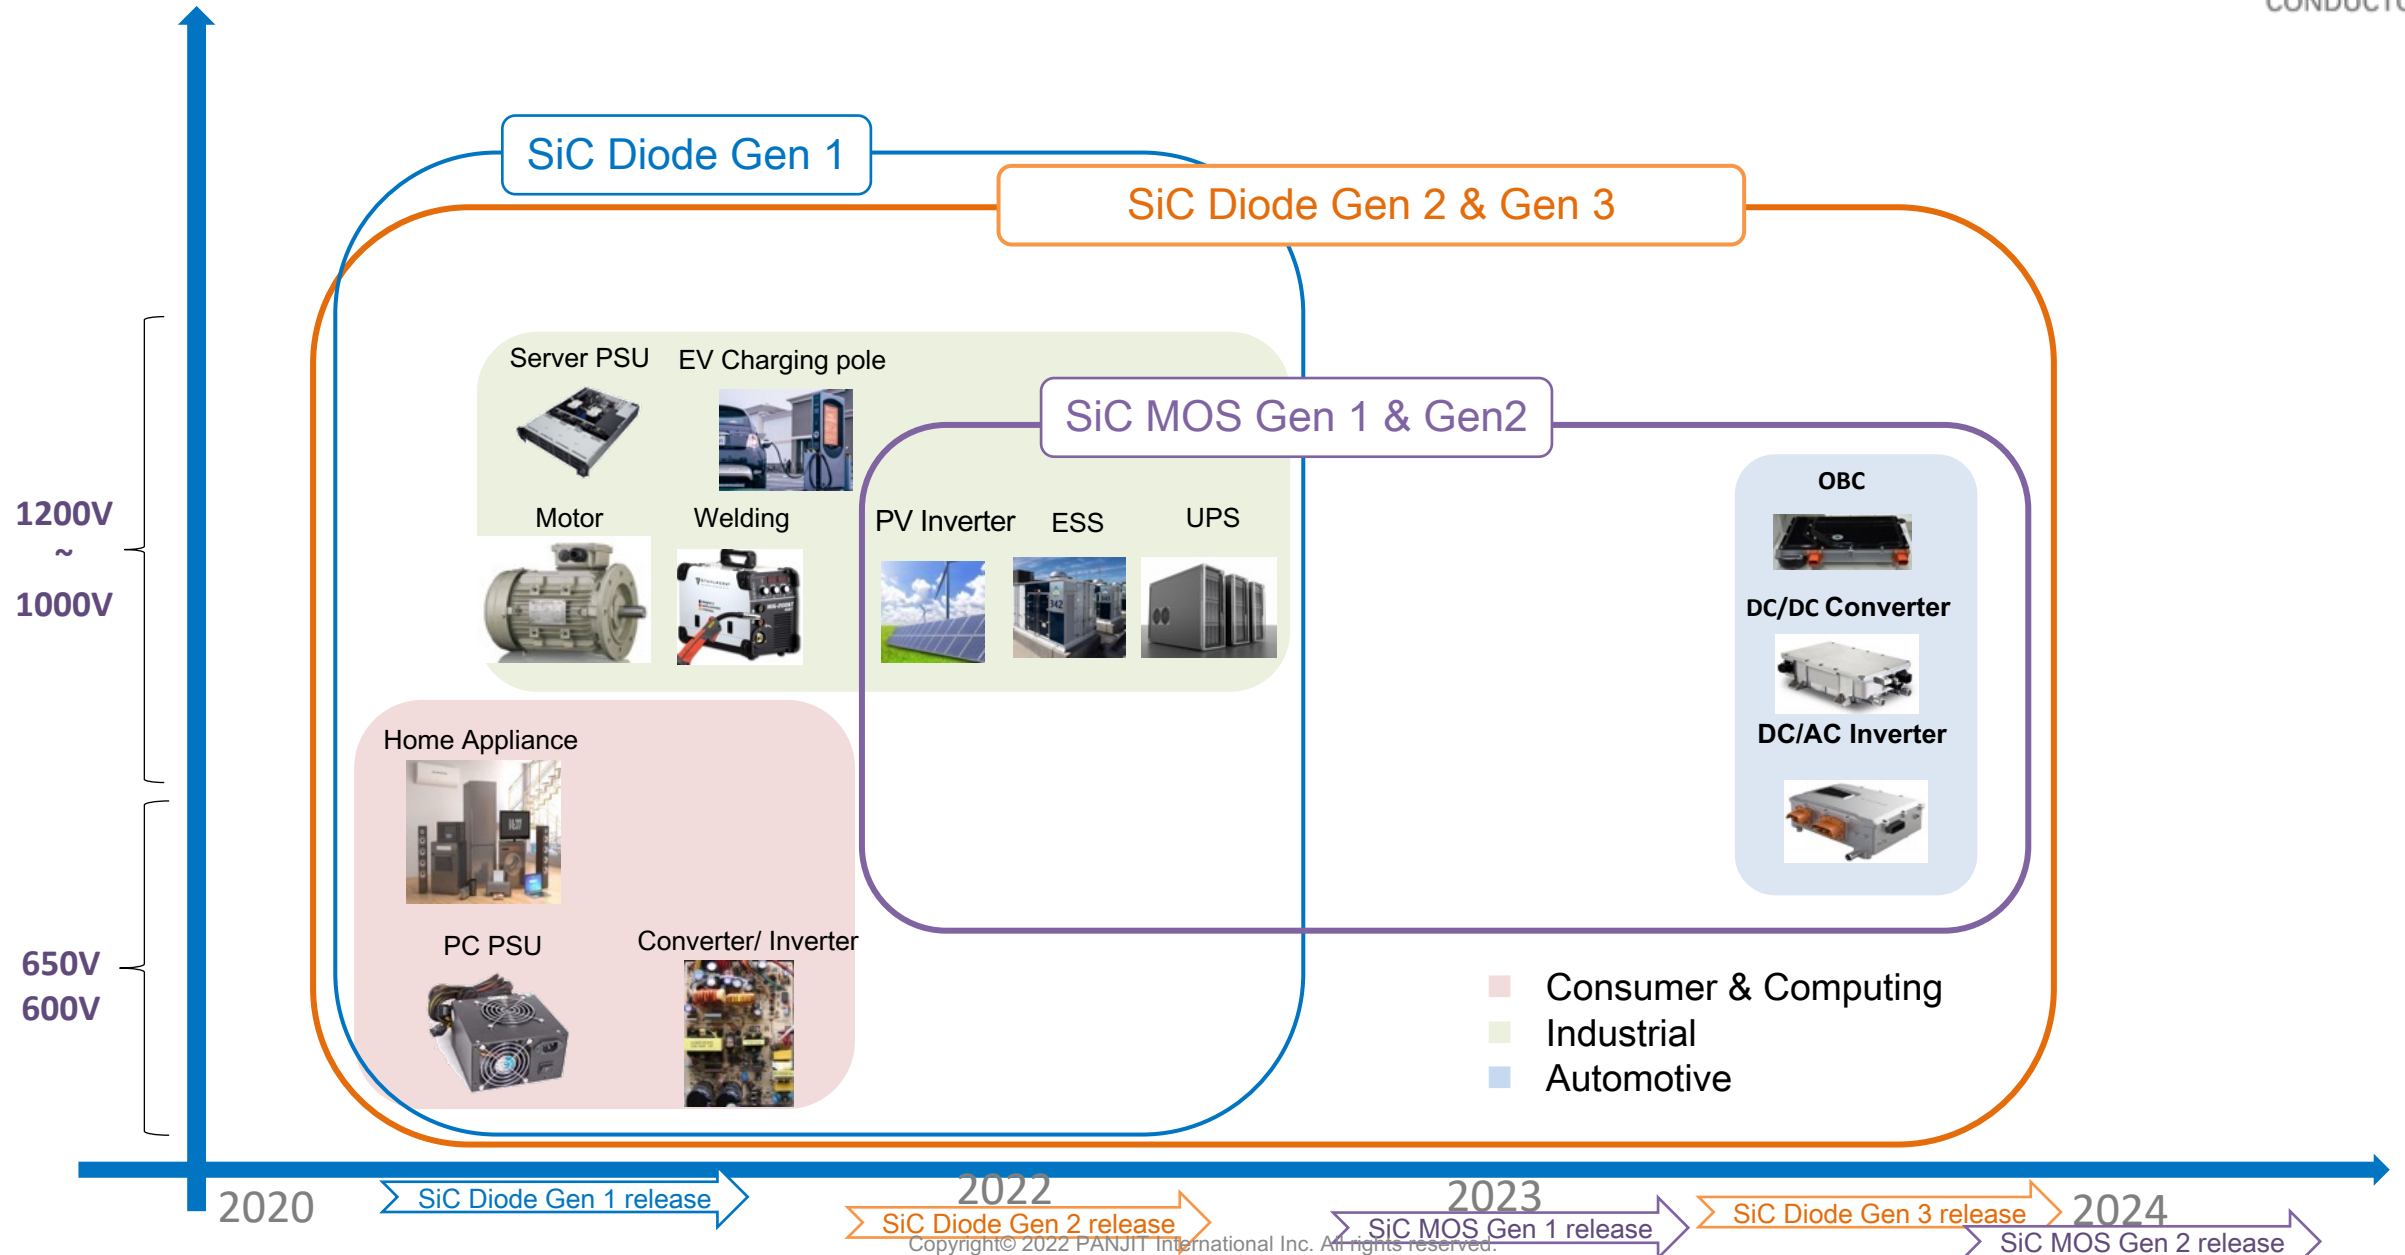 SiC Diode Gen 1
SiC Diode Gen 2 & Gen 3
Server PSU
EV Charging pole
SiC MOS Gen 1 & Gen2
OBC
1200V
~
1000V
Motor
Welding
PV Inverter
ESS
UPS
DC/DC Converter
DC/AC Inverter
Home Appliance
PC PSU
Converter/ Inverter
650V
600V
Consumer & Computing
Industrial
Automotive
2020
SiC Diode Gen 1 release
2022
SiC Diode Gen 2 release
2023
SiC MOS Gen 1 release
SiC Diode Gen 3 release
2024
SiC MOS Gen 2 release
Copyright© 2022 PANJIT International Inc. All rights reserved.